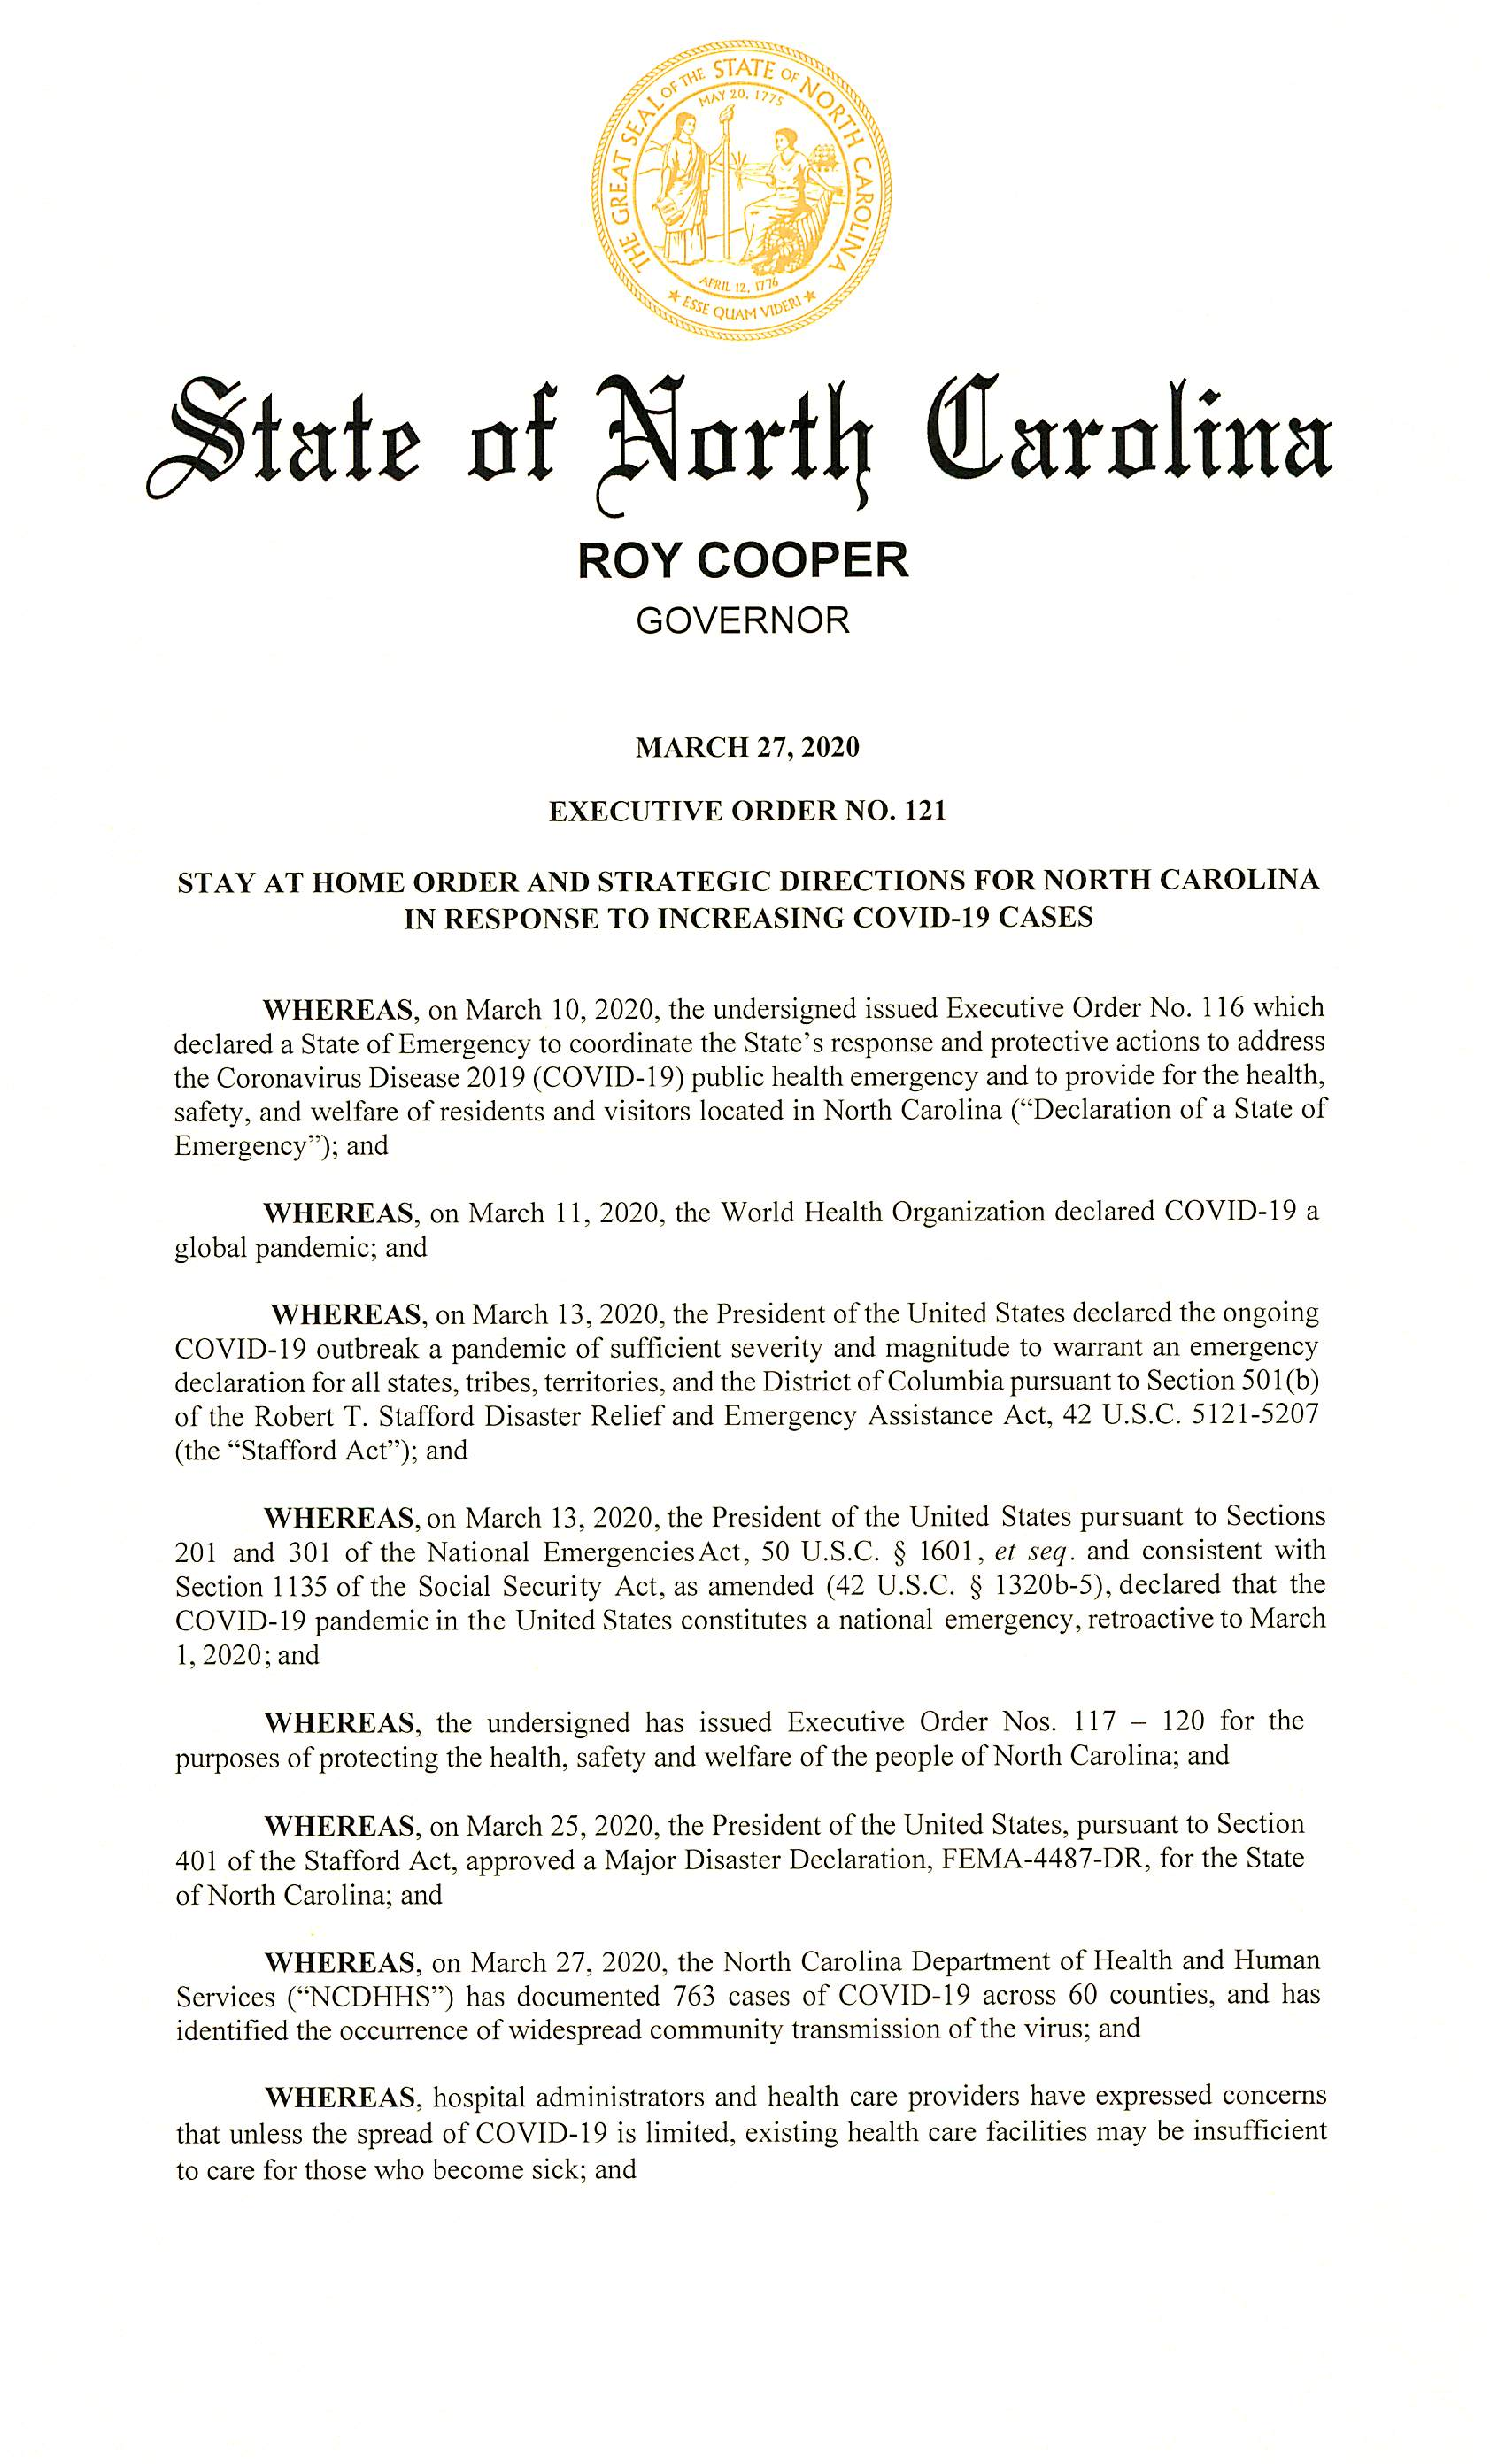 THE GREAT SEAL OF THE STATE OF NORTH CAROLINA
MAY 20, 1775
APRIL 12, 1776
★ ESSE QUAM VIDERI ★
State of North Carolina
ROY COOPER
GOVERNOR
MARCH 27, 2020
EXECUTIVE ORDER NO. 121
STAY AT HOME ORDER AND STRATEGIC DIRECTIONS FOR NORTH CAROLINA
IN RESPONSE TO INCREASING COVID-19 CASES
WHEREAS, on March 10, 2020, the undersigned issued Executive Order No. 116 which
declared a State of Emergency to coordinate the State’s response and protective actions to address
the Coronavirus Disease 2019 (COVID-19) public health emergency and to provide for the health,
safety, and welfare of residents and visitors located in North Carolina (“Declaration of a State of
Emergency”); and
WHEREAS, on March 11, 2020, the World Health Organization declared COVID-19 a
global pandemic; and
WHEREAS, on March 13, 2020, the President of the United States declared the ongoing
COVID-19 outbreak a pandemic of sufficient severity and magnitude to warrant an emergency
declaration for all states, tribes, territories, and the District of Columbia pursuant to Section 501(b)
of the Robert T. Stafford Disaster Relief and Emergency Assistance Act, 42 U.S.C. 5121-5207
(the “Stafford Act”); and
WHEREAS, on March 13, 2020, the President of the United States pursuant to Sections
201 and 301 of the National Emergencies Act, 50 U.S.C. § 1601, et seq. and consistent with
Section 1135 of the Social Security Act, as amended (42 U.S.C. § 1320b-5), declared that the
COVID-19 pandemic in the United States constitutes a national emergency, retroactive to March
1, 2020; and
WHEREAS, the undersigned has issued Executive Order Nos. 117 – 120 for the
purposes of protecting the health, safety and welfare of the people of North Carolina; and
WHEREAS, on March 25, 2020, the President of the United States, pursuant to Section
401 of the Stafford Act, approved a Major Disaster Declaration, FEMA-4487-DR, for the State
of North Carolina; and
WHEREAS, on March 27, 2020, the North Carolina Department of Health and Human
Services (“NCDHHS”) has documented 763 cases of COVID-19 across 60 counties, and has
identified the occurrence of widespread community transmission of the virus; and
WHEREAS, hospital administrators and health care providers have expressed concerns
that unless the spread of COVID-19 is limited, existing health care facilities may be insufficient
to care for those who become sick; and